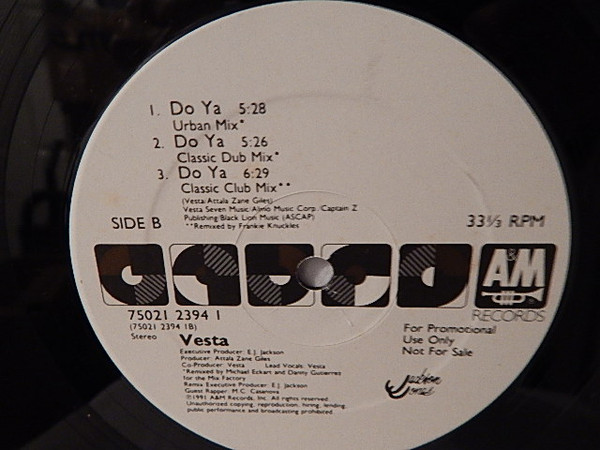 1. Do Ya 5:28
Urban Mix*
2. Do Ya 5:26
Classic Dub Mix*
3. Do Ya 6:29
Classic Club Mix**
(Vesta/Attala Zane Giles)
Vesta Seven Music/Almo Music Corp./Captain Z
Publishing/Black Lion Music (ASCAP)
**Remixed by Frankie Knuckles
SIDE B
33⅓ RPM
A&M
RECORDS
75021 2394 1
(75021 2394 1B)
Stereo
Vesta
Executive Producer: E.J. Jackson
Producer: Attala Zane Giles
Co-Producer: Vesta Lead Vocals: Vesta
*Remixed by Michael Eckart and Danny Gutierrez
for the Mix Factory
Remix Executive Producer: E.J. Jackson
Guest Rapper: M.C. Casanova
℗©1991 A&M Records, Inc. All rights reserved.
Unauthorized copying, reproduction, hiring, lending,
public performance and broadcasting prohibited.
For Promotional
Use Only
Not For Sale
Jackson
Jones